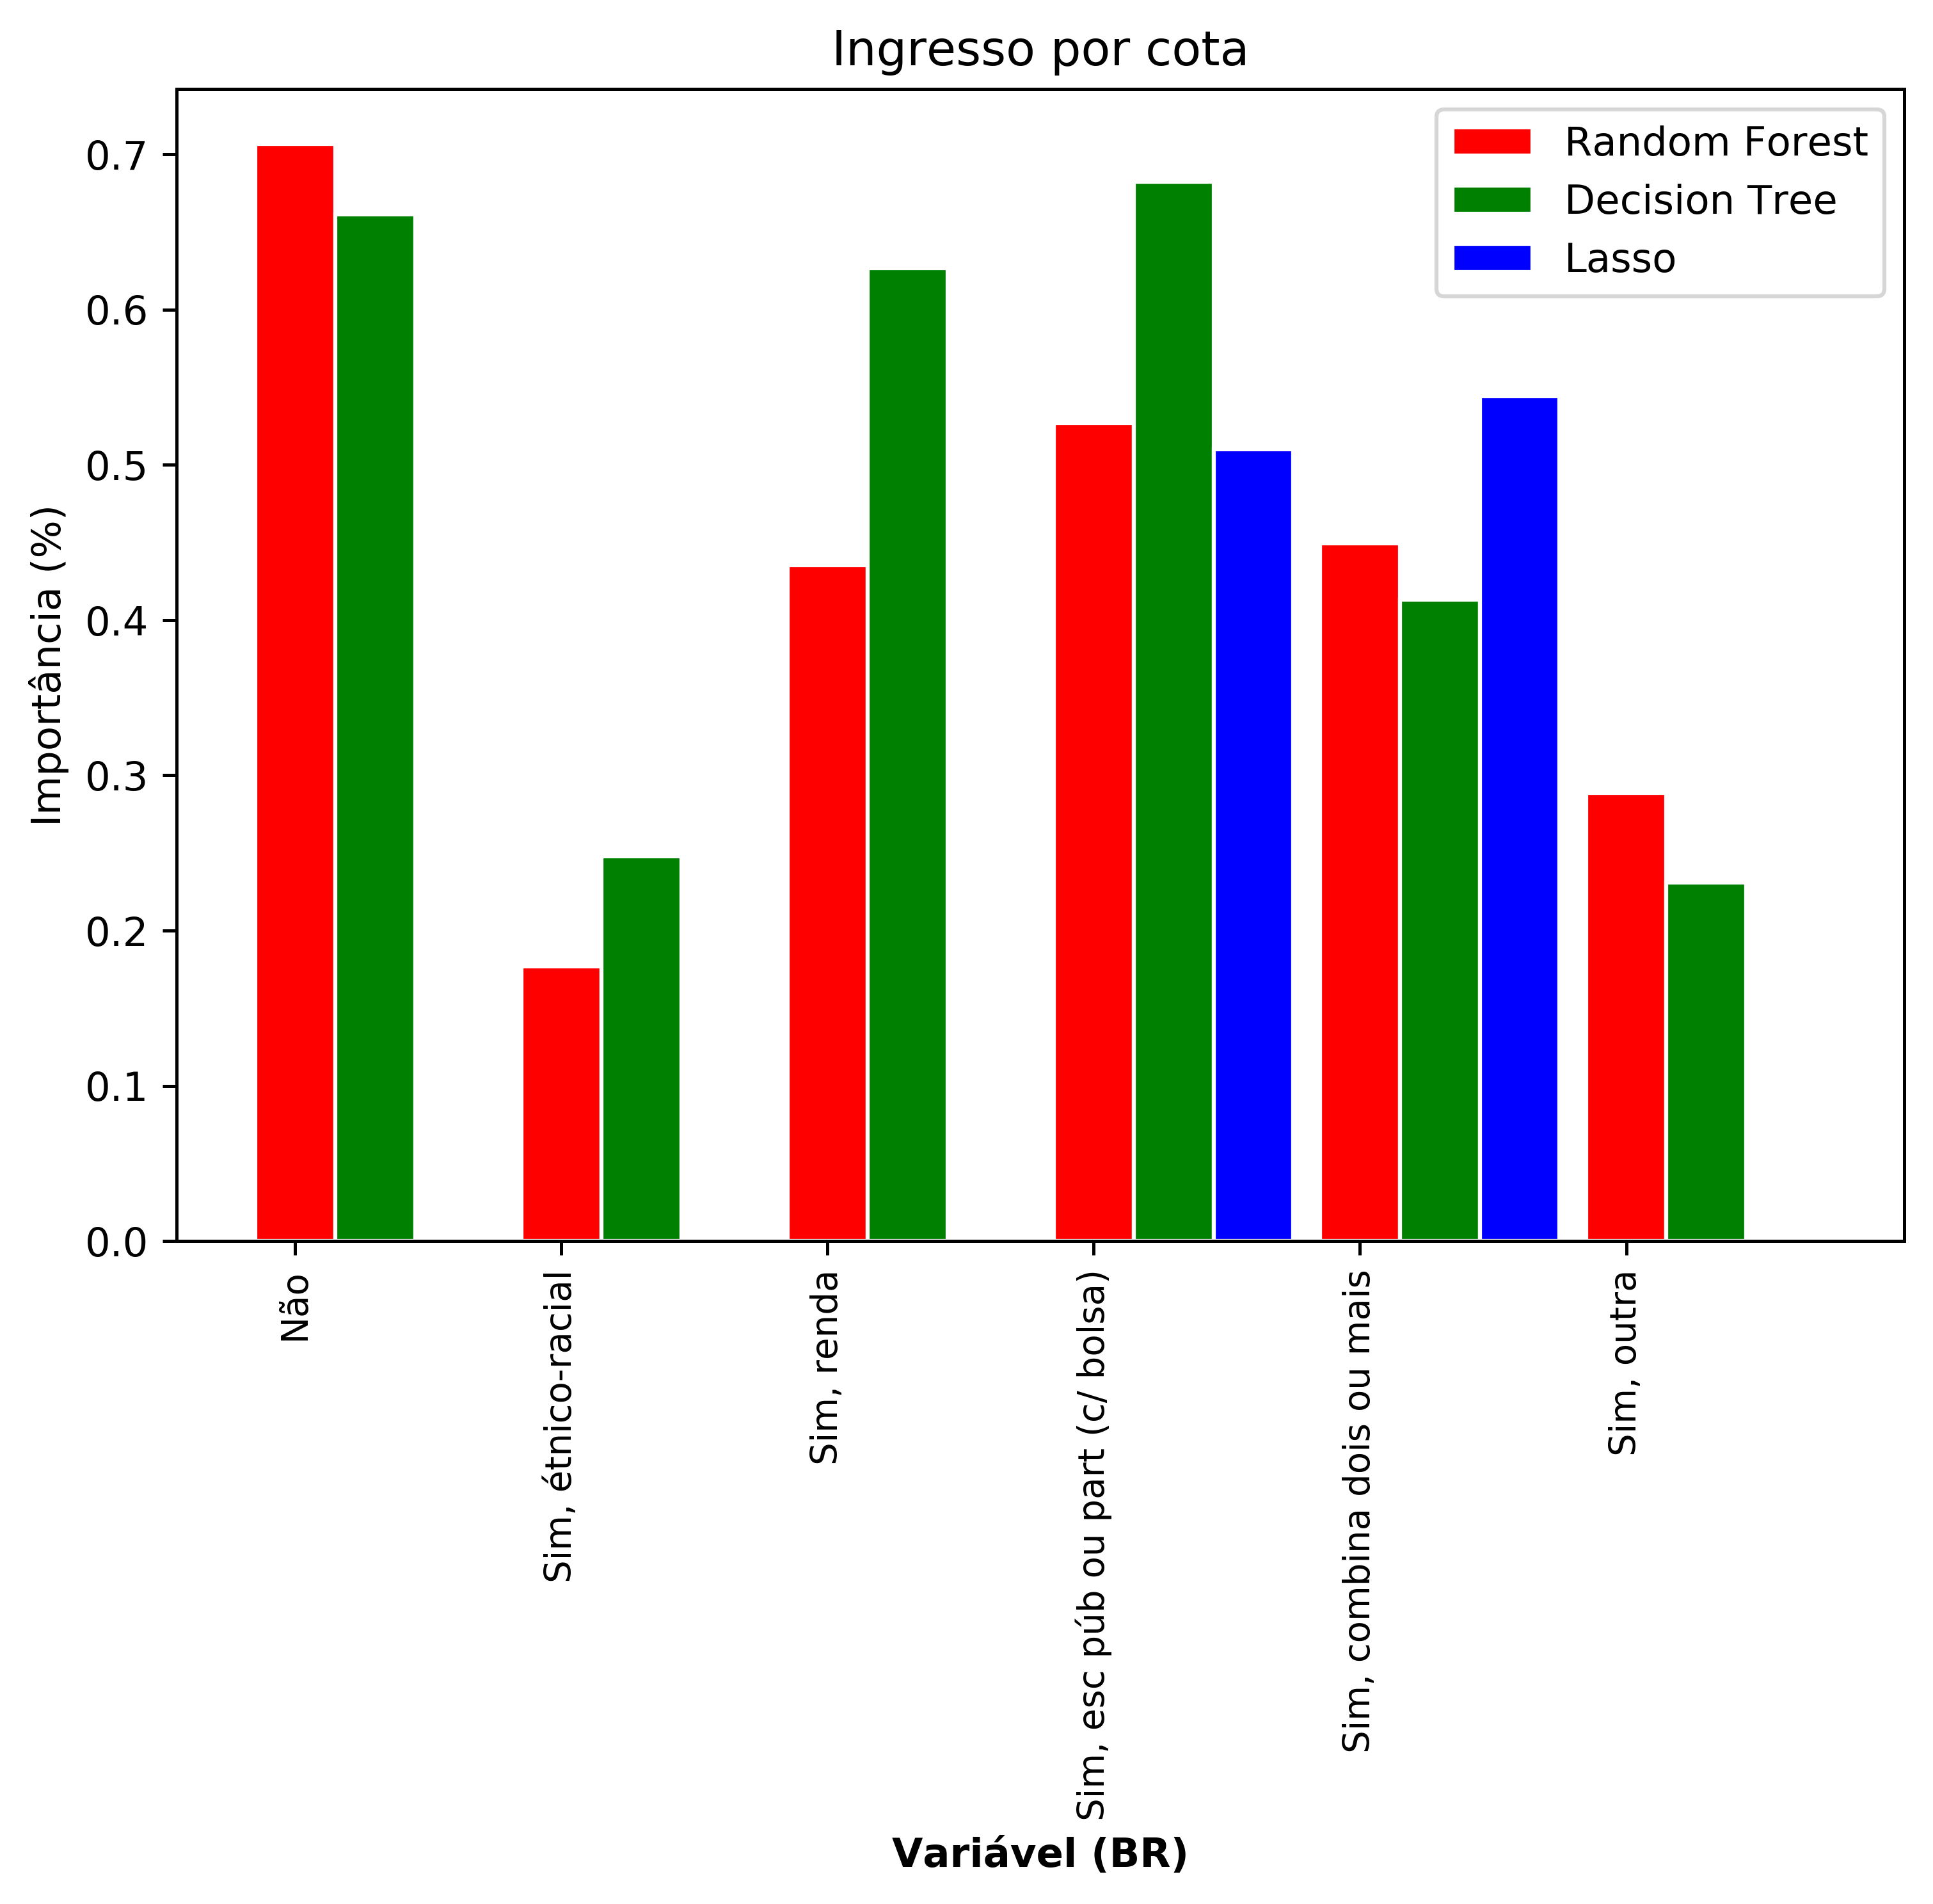 Ingresso por cota
Random Forest
Decision Tree
Lasso
Importância (%)
0.7
0.6
0.5
0.4
0.3
0.2
0.1
0.0
Não
Sim, étnico-racial
Sim, renda
Sim, esc púb ou part (c/ bolsa)
Sim, combina dois ou mais
Sim, outra
Variável (BR)